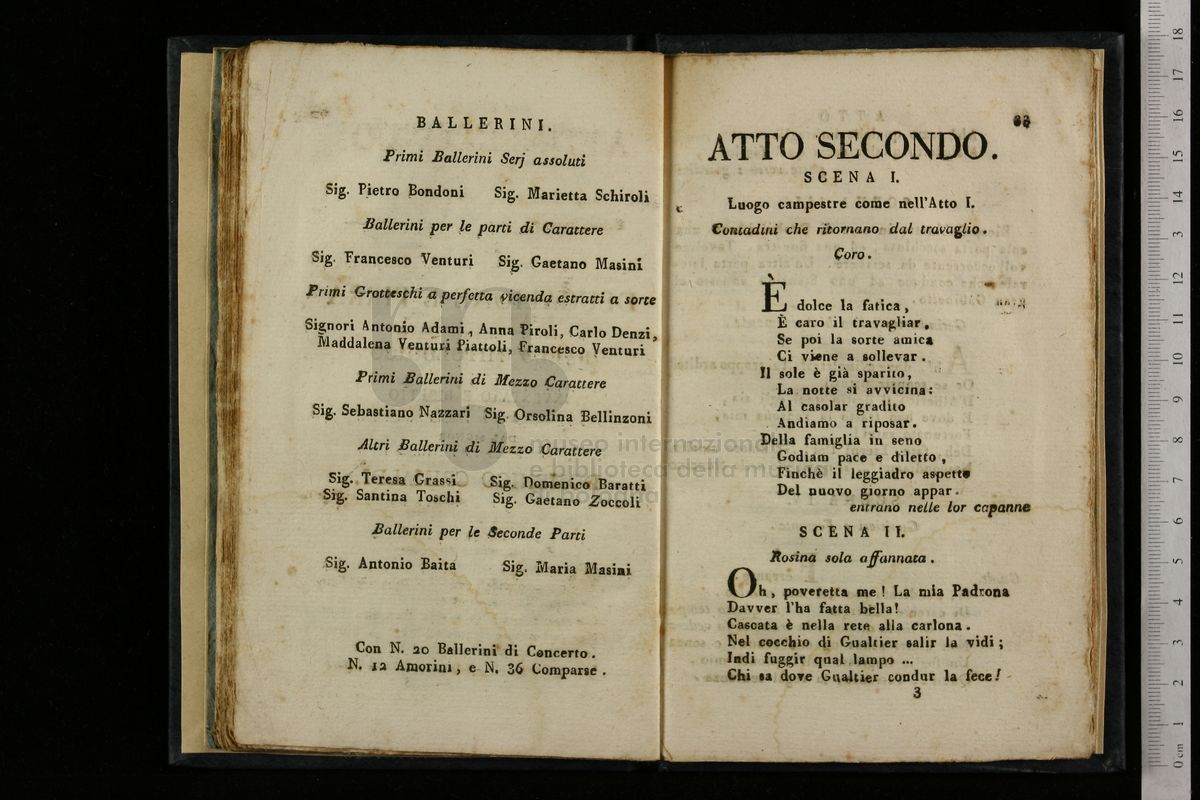 BALLERINI.
Primi Ballerini Serj assoluti
Sig. Pietro Bondoni Sig. Marietta Schiroli
Ballerini per le parti di Carattere
Sig. Francesco Venturi Sig. Gaetano Masini
Primi Grotteschi a perfetta vicenda estratti a sorte
Signori Antonio Adami, Anna Piroli, Carlo Denzi,
Maddalena Venturi Piattoli, Francesco Venturi
Primi Ballerini di Mezzo Carattere
Sig. Sebastiano Nazzari Sig. Orsolina Bellinzoni
Altri Ballerini di Mezzo Carattere
Sig. Teresa Grassi Sig. Domenico Baratti
Sig. Santina Toschi Sig. Gaetano Zoccoli
Ballerini per le Seconde Parti
Sig. Antonio Baita Sig. Maria Masini
Con N. 20 Ballerini di Concerto.
N. 12 Amorini, e N. 36 Comparse.
ATTO SECONDO.
SCENA I.
Luogo campestre come nell'Atto I.
Contadini che ritornano dal travaglio.
Coro.
È dolce la fatica,
È caro il travagliar,
Se poi la sorte amica
Ci viene a sollevar.
Il sole è già sparito,
La notte si avvicina:
Al casolar gradito
Andiamo a riposar.
Della famiglia in seno
Godiam pace e diletto,
Finchè il leggiadro aspetto
Del nuovo giorno appar.
entrano nelle lor capanne
SCENA II.
Rosina sola affannata.
Oh, poveretta me! La mia Padrona
Davver l'ha fatta bella!
Cascata è nella rete alla carlona.
Nel cocchio di Gualtier salir la vidi;
Indi fuggir qual lampo ...
Chi sa dove Gualtier condur la fece!
3
museo internazionale
e biblioteca della musica